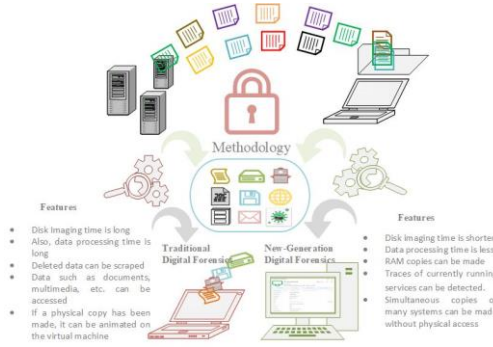 Methodology
Features
Disk Imaging time is long
Also, data processing time is
long
Deleted data can be scraped
Data such as documents,
multimedia, etc. can be
accessed
If a physical copy has been
made, it can be animated on
the virtual machine
Traditional
Digital Forensics
New-Generation
Digital Forensics
Features
Disk imaging time is shorter
Data processing time is less
RAM copies can be made
Traces of currently running
services can be detected.
Simultaneous copies o
many systems can be mad
without physical access